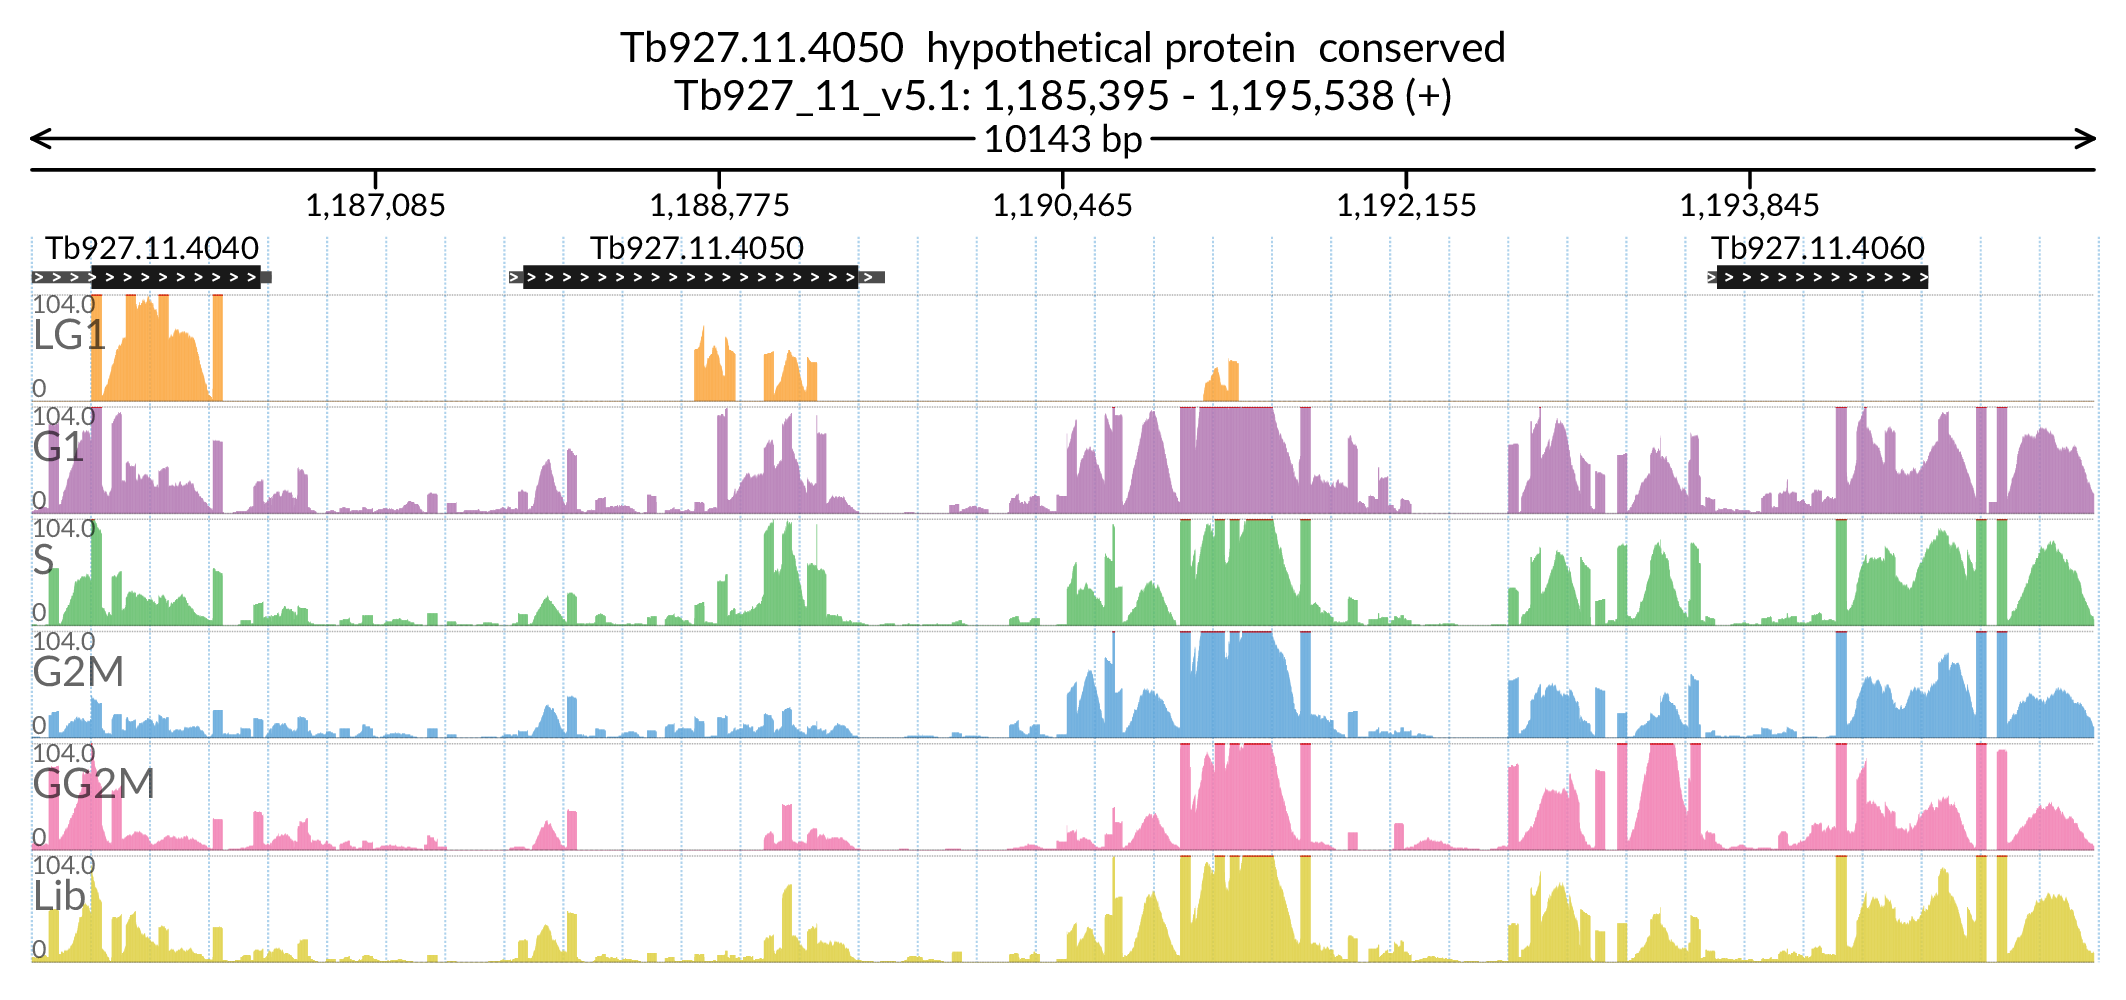 Tb927.11.4050 hypothetical protein conserved
Tb927_11_v5.1: 1,185,395 - 1,195,538 (+)
10143 bp
1,187,085 1,188,775 1,190,465 1,192,155 1,193,845
Tb927.11.4040 Tb927.11.4050 Tb927.11.4060
104.0
LG1
0
104.0
G1
0
104.0
S
0
104.0
G2M
0
104.0
GG2M
0
104.0
Lib
0